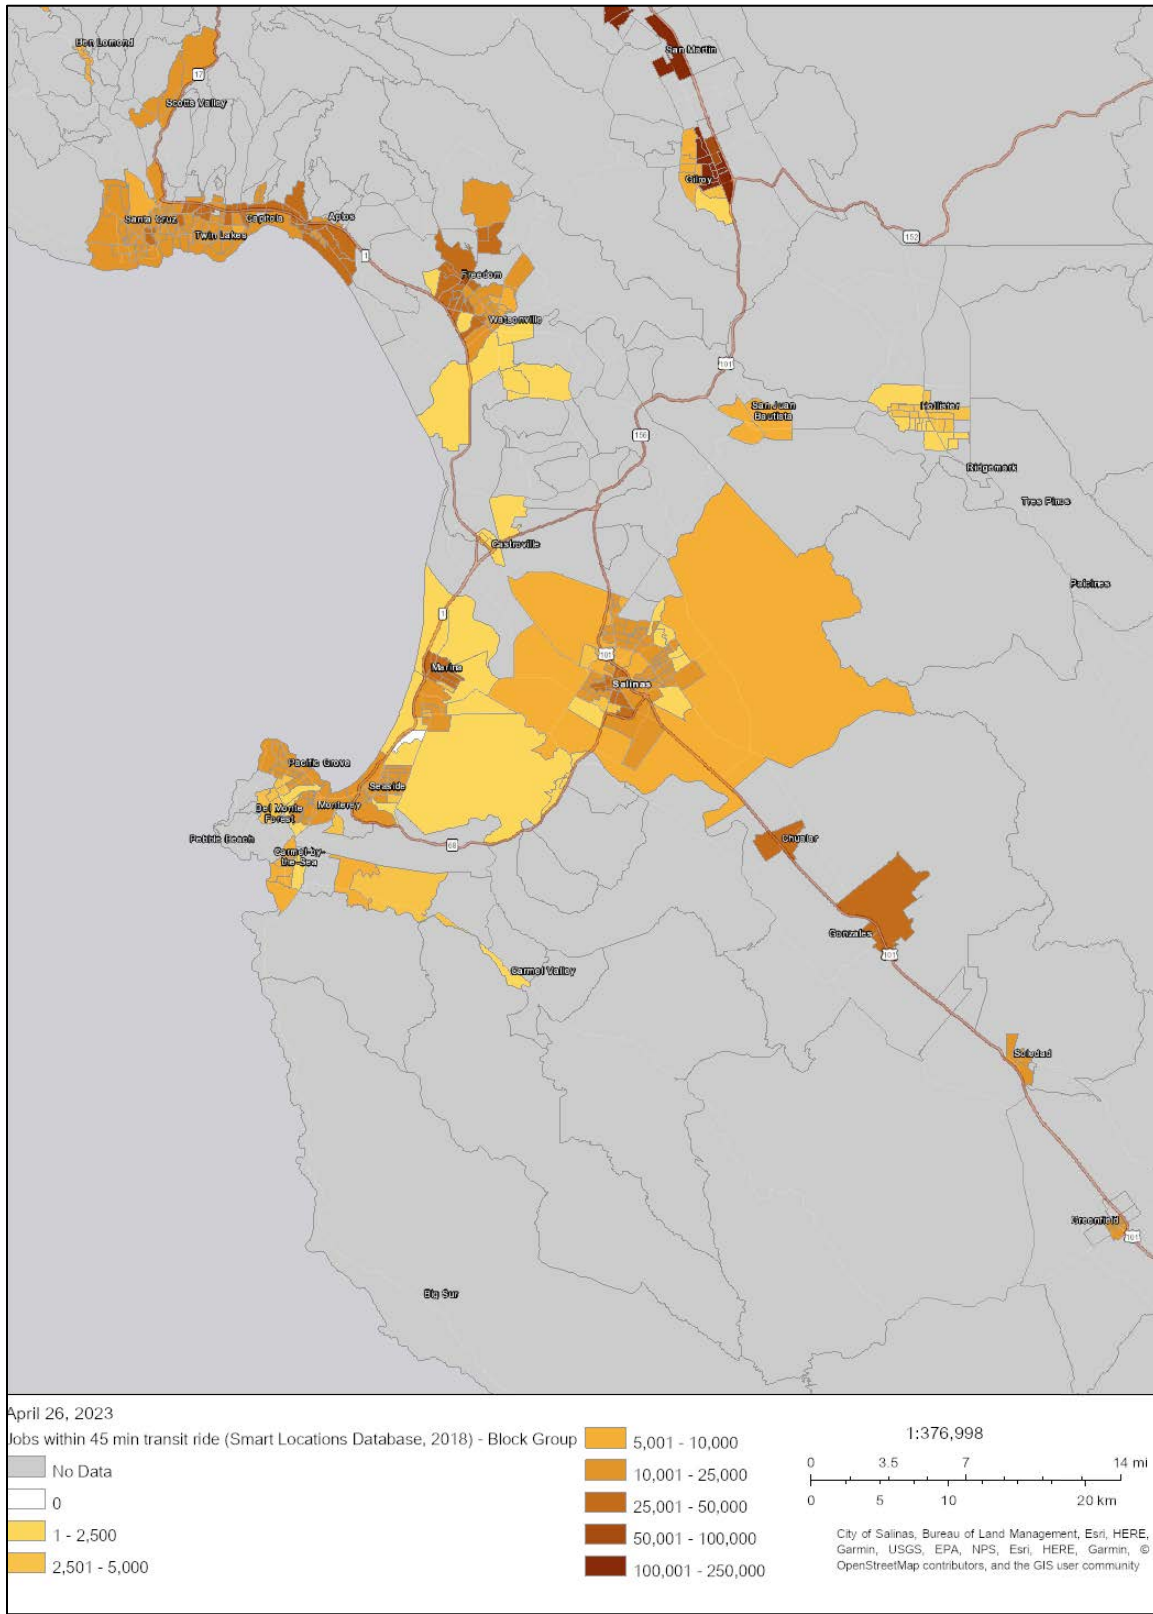 Ben Lomond
San Martin
17
Scotts Valley
Gilroy
Santa Cruz
Capitola
Aptos
Twin Lakes
152
1
Freedom
Watsonville
101
San Juan
Bautista
Hollister
156
Ridgemark
Tres Pinos
Castroville
Paicines
1
101
Marina
Salinas
Pacific Grove
Seaside
Del Monte
Forest
Monterey
Pebble Beach
68
Chualar
Carmel-by-
the-Sea
Gonzales
101
Carmel Valley
Soledad
Greenfield
101
Big Sur
April 26, 2023
Jobs within 45 min transit ride (Smart Locations Database, 2018) - Block Group
No Data
0
1 - 2,500
2,501 - 5,000
5,001 - 10,000
10,001 - 25,000
25,001 - 50,000
50,001 - 100,000
100,001 - 250,000
1:376,998
0 3.5 7 14 mi
0 5 10 20 km
City of Salinas, Bureau of Land Management, Esri, HERE,
Garmin, USGS, EPA, NPS, Esri, HERE, Garmin, ©
OpenStreetMap contributors, and the GIS user community